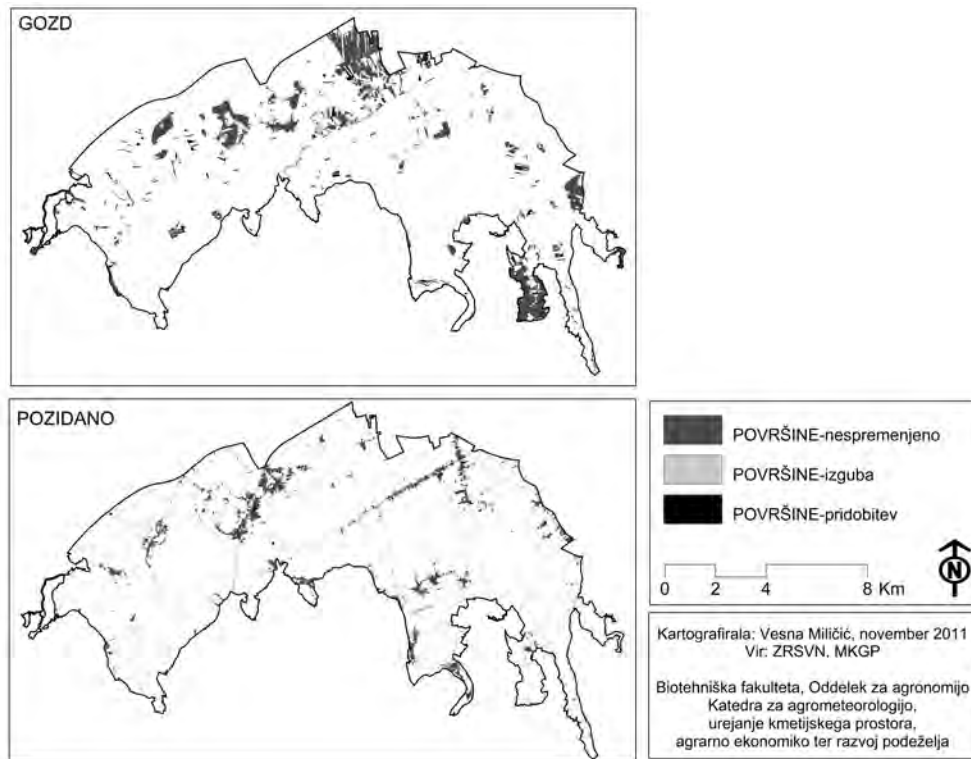 GOZD
POZIDANO
POVRŠINE-nespremenjeno
POVRŠINE-izguba
POVRŠINE-pridobitev
0 2 4 8 Km
N
Kartografirala: Vesna Miličić, november 2011
Vir: ZRSVN, MKGP
Biotehniška fakulteta, Oddelek za agronomijo
Katedra za agrometeorologijo,
urejanje kmetijskega prostora,
agrarno ekonomiko ter razvoj podeželja